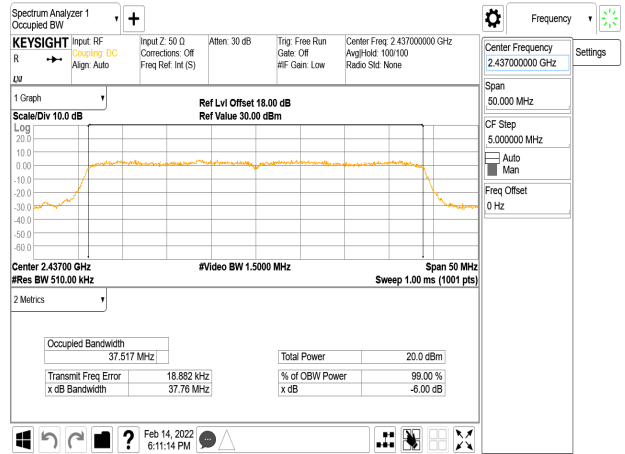 Spectrum Analyzer 1
Occupied BW
Frequency
KEYSIGHT
R
Input: RF
Coupling: DC
Align: Auto
Input Z: 50 Ω
Corrections: Off
Freq Ref: Int (S)
Atten: 30 dB
Trig: Free Run
Gate: Off
#IF Gain: Low
Center Freq: 2.437000000 GHz
Avg|Hold: 100/100
Radio Std: None
Center Frequency
2.437000000 GHz
Settings
Span
50.000 MHz
CF Step
5.000000 MHz
Auto
Man
Freq Offset
0 Hz
1 Graph
Scale/Div 10.0 dB
Ref Lvl Offset 18.00 dB
Ref Value 30.00 dBm
Log
20.0
10.0
0.00
-10.0
-20.0
-30.0
-40.0
-50.0
-60.0
Center 2.43700 GHz
#Video BW 1.5000 MHz
Span 50 MHz
#Res BW 510.00 kHz
Sweep 1.00 ms (1001 pts)
2 Metrics
Occupied Bandwidth
37.517 MHz
Total Power 20.0 dBm
Transmit Freq Error 18.882 kHz
% of OBW Power 99.00 %
x dB Bandwidth 37.76 MHz
x dB -6.00 dB
?
Feb 14, 2022
6:11:14 PM